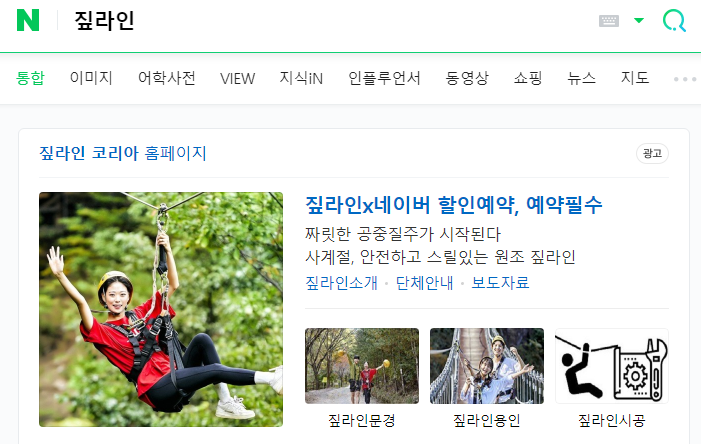 N 짚라인
통합 이미지 어학사전 VIEW 지식iN 인플루언서 동영상 쇼핑 뉴스 지도
짚라인 코리아 홈페이지 광고
짚라인x네이버 할인예약, 예약필수
짜릿한 공중질주가 시작된다
사계절, 안전하고 스릴있는 원조 짚라인
짚라인소개 · 단체안내 · 보도자료
짚라인문경 짚라인용인 짚라인시공